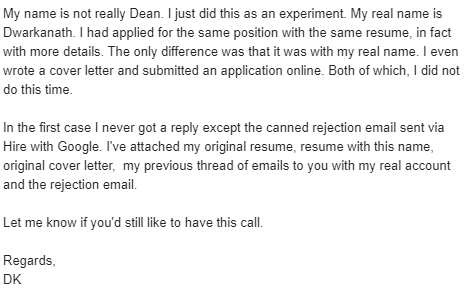 My name is not really Dean. I just did this as an experiment. My real name is
Dwarkanath. I had applied for the same position with the same resume, in fact
with more details. The only difference was that it was with my real name. I even
wrote a cover letter and submitted an application online. Both of which, I did not
do this time.
In the first case I never got a reply except the canned rejection email sent via
Hire with Google. I've attached my original resume, resume with this name,
original cover letter,  my previous thread of emails to you with my real account
and the rejection email.
Let me know if you'd still like to have this call.
Regards,
DK